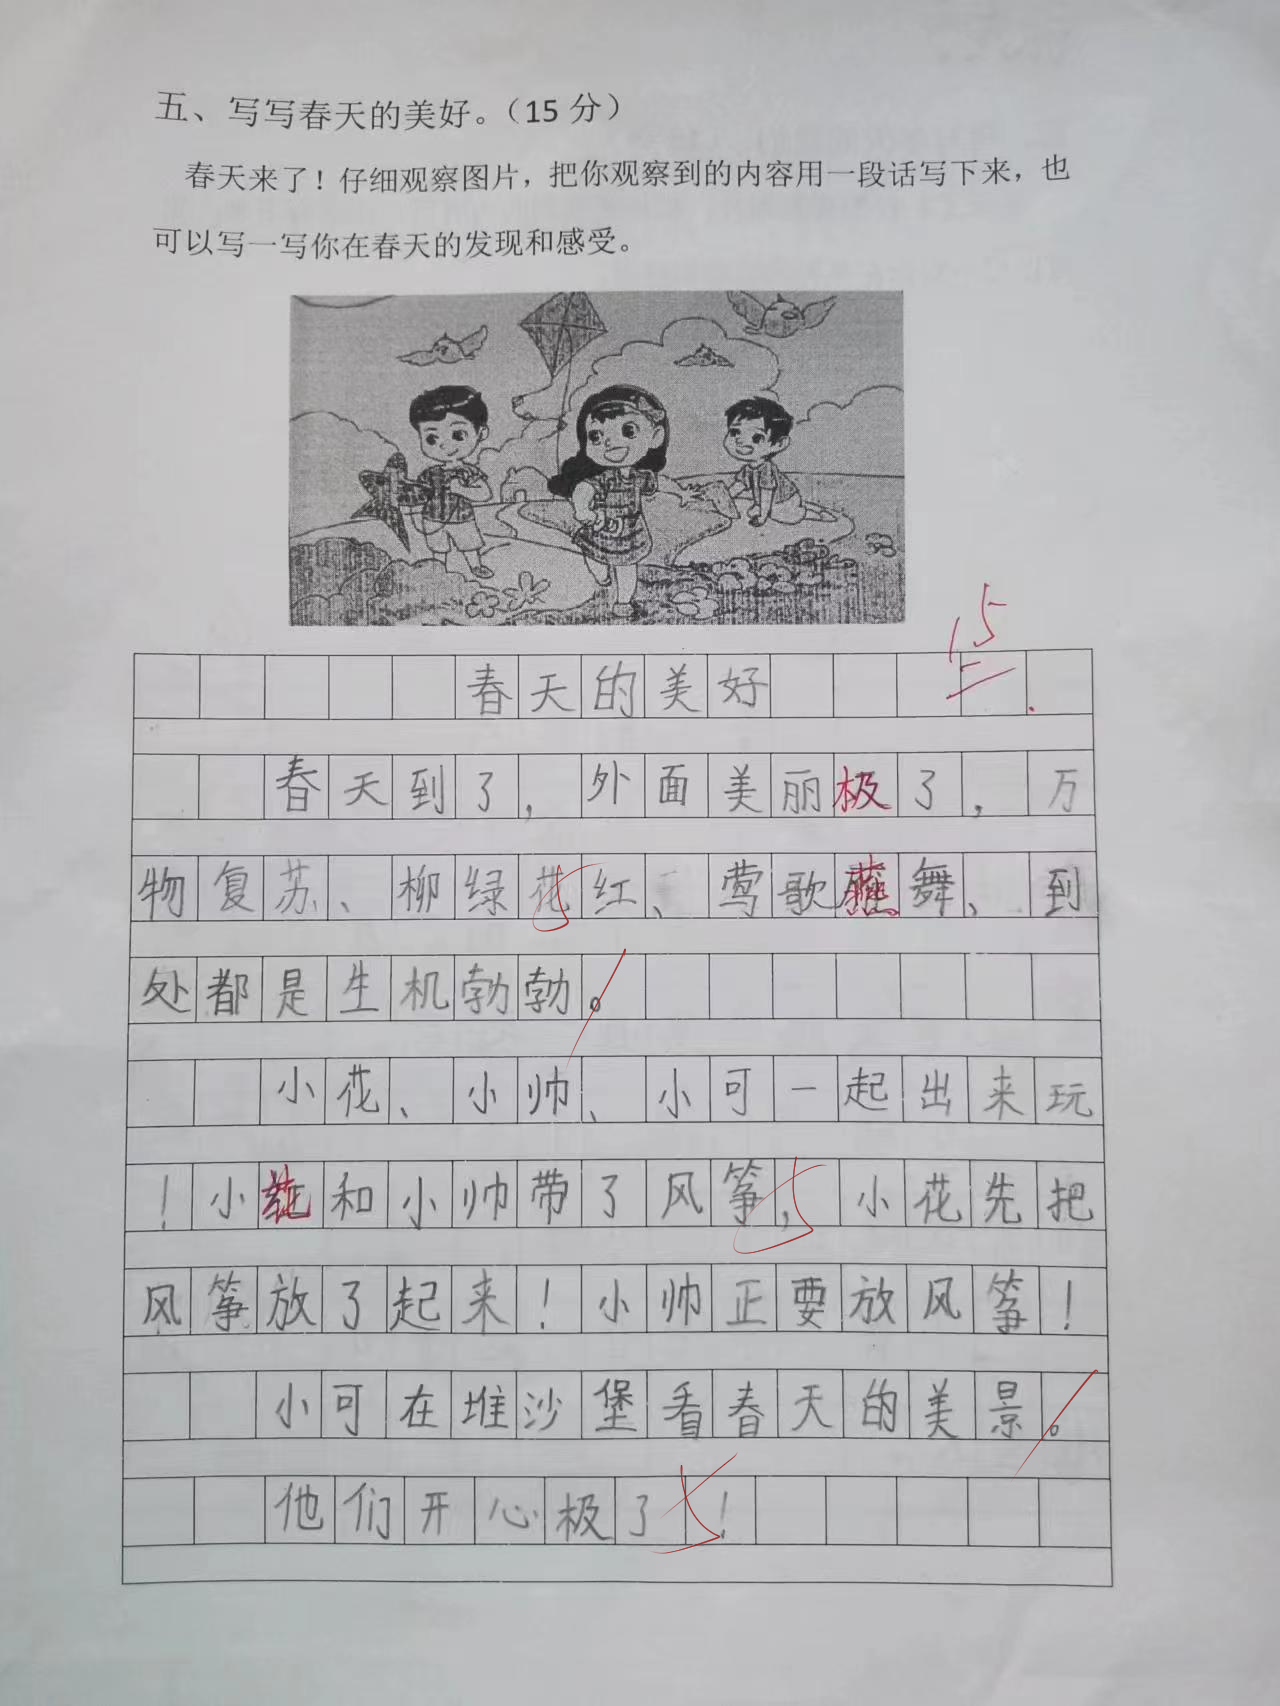 五、写写春天的美好。（15分）
春天来了！仔细观察图片，把你观察到的内容用一段话写下来，也
可以写一写你在春天的发现和感受。
15
春天的美好
春天到了，外面美丽极了，万
物复苏、柳绿花红、莺歌燕舞、到
处都是生机勃勃。
小花、小帅、小可一起出来玩
！小花和小帅带了风筝，小花先把
风筝放了起来！小帅正要放风筝！
小可在堆沙堡看春天的美景。
他们开心极了！